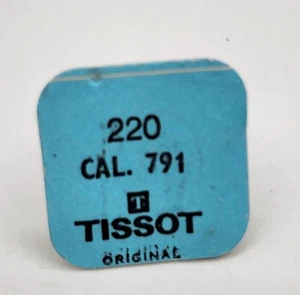 220
CAL. 791
T
TISSOT
ORIGINAL